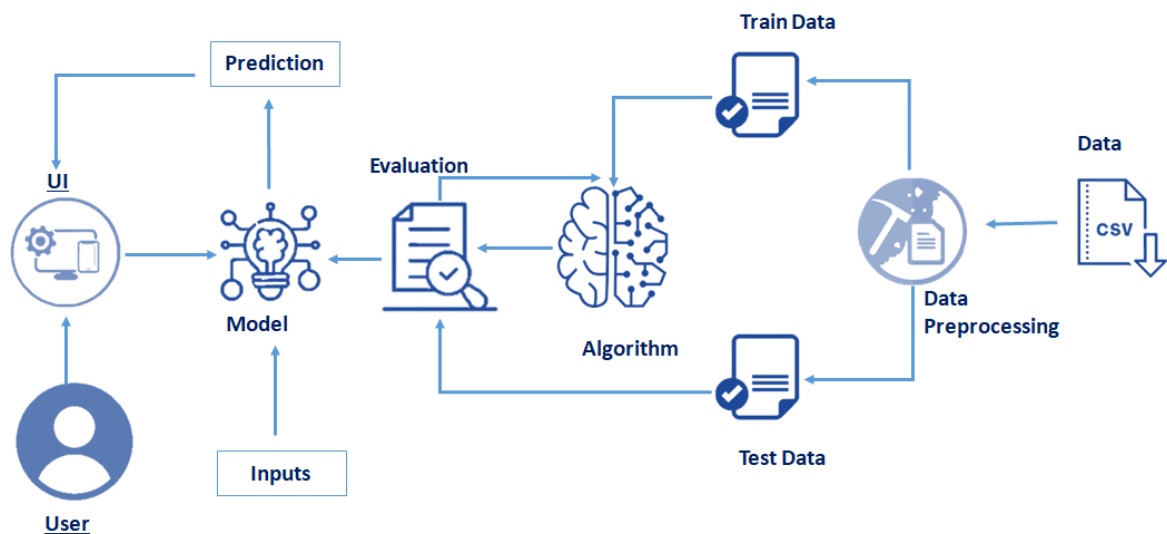 Train Data
Prediction
Data
Evaluation
UI
CSV
Data
Preprocessing
Model
Algorithm
Test Data
Inputs
User